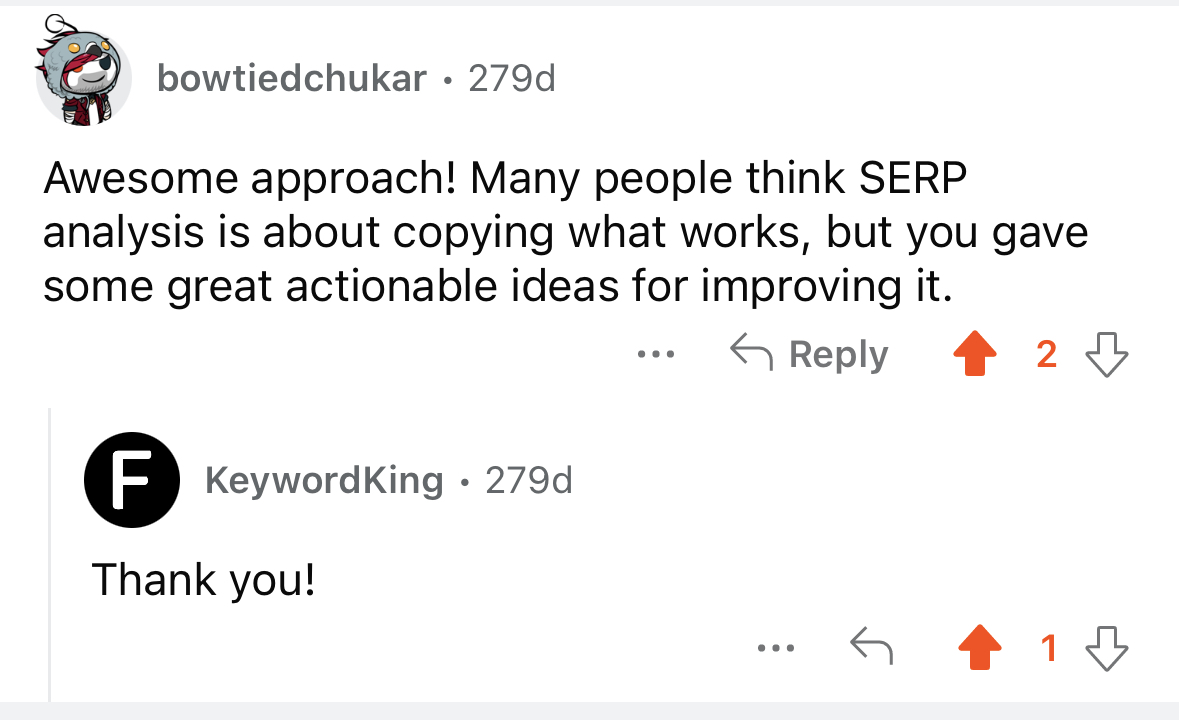 bowtiedchukar • 279d
Awesome approach! Many people think SERP
analysis is about copying what works, but you gave
some great actionable ideas for improving it.
... Reply 2
F KeywordKing • 279d
Thank you!
... 1